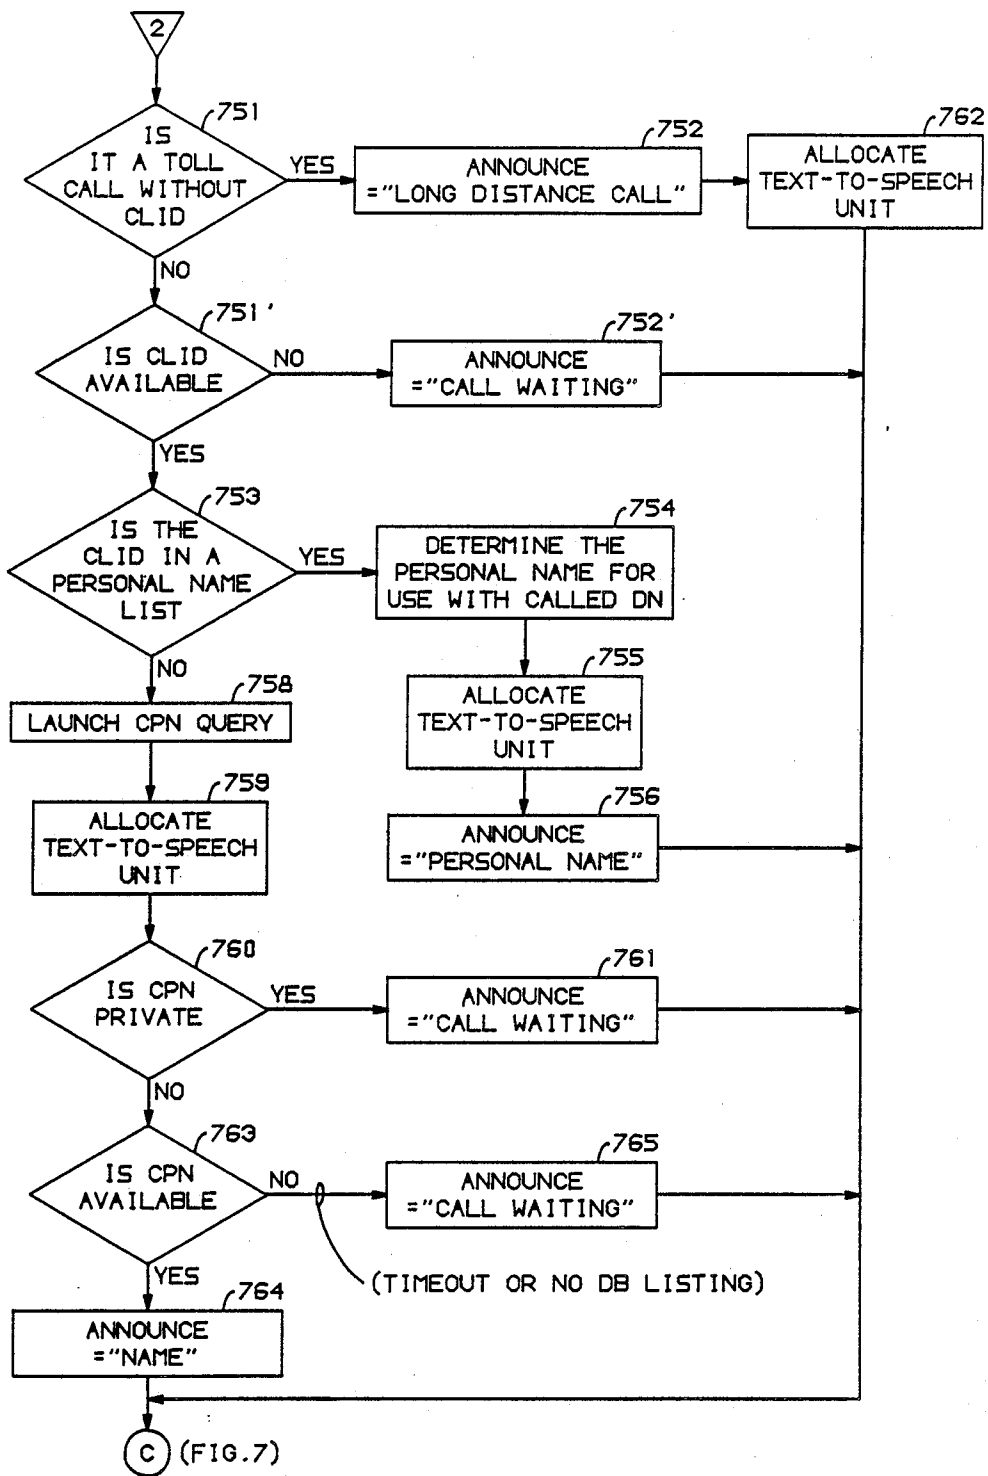 2
751
IS
IT A TOLL
CALL WITHOUT
CLID
YES
752
ANNOUNCE
="LONG DISTANCE CALL"
762
ALLOCATE
TEXT-TO-SPEECH
UNIT
NO
751'
IS CLID
AVAILABLE
NO
752'
ANNOUNCE
="CALL WAITING"
YES
753
IS THE
CLID IN A
PERSONAL NAME
LIST
YES
754
DETERMINE THE
PERSONAL NAME FOR
USE WITH CALLED DN
NO
755
ALLOCATE
TEXT-TO-SPEECH
UNIT
758
LAUNCH CPN QUERY
759
ALLOCATE
TEXT-TO-SPEECH
UNIT
756
ANNOUNCE
="PERSONAL NAME"
760
IS CPN
PRIVATE
YES
761
ANNOUNCE
="CALL WAITING"
NO
763
IS CPN
AVAILABLE
NO
765
ANNOUNCE
="CALL WAITING"
(TIMEOUT OR NO DB LISTING)
YES
764
ANNOUNCE
="NAME"
C (FIG.7)